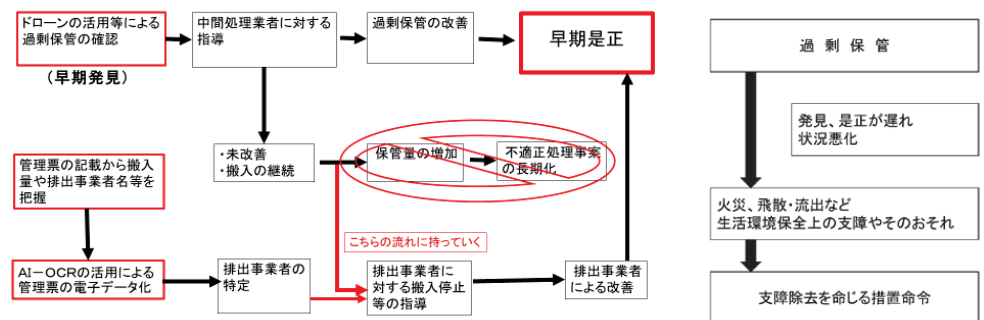 ドローンの活用等による
過剰保管の確認
(早期発見)
中間処理業者に対する
指導
過剰保管の改善
早期是正
・未改善
・搬入の継続
保管量の増加
不適正処理事案
の長期化
管理票の記載から搬入
量や排出事業者名等を
把握
こちらの流れに持っていく
AI-OCRの活用による
管理票の電子データ化
排出事業者の
特定
排出事業者に
対する搬入停止
等の指導
排出事業者
による改善
過剰保管
発見、是正が遅れ
状況悪化
火災、飛散・流出など
生活環境保全上の支障やそのおそれ
支障除去を命じる措置命令